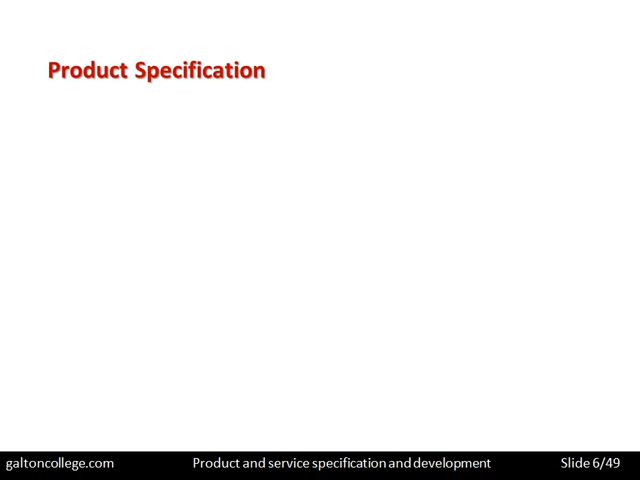 Product Specification
galtoncollege.com Product and service specification and development Slide 6/49